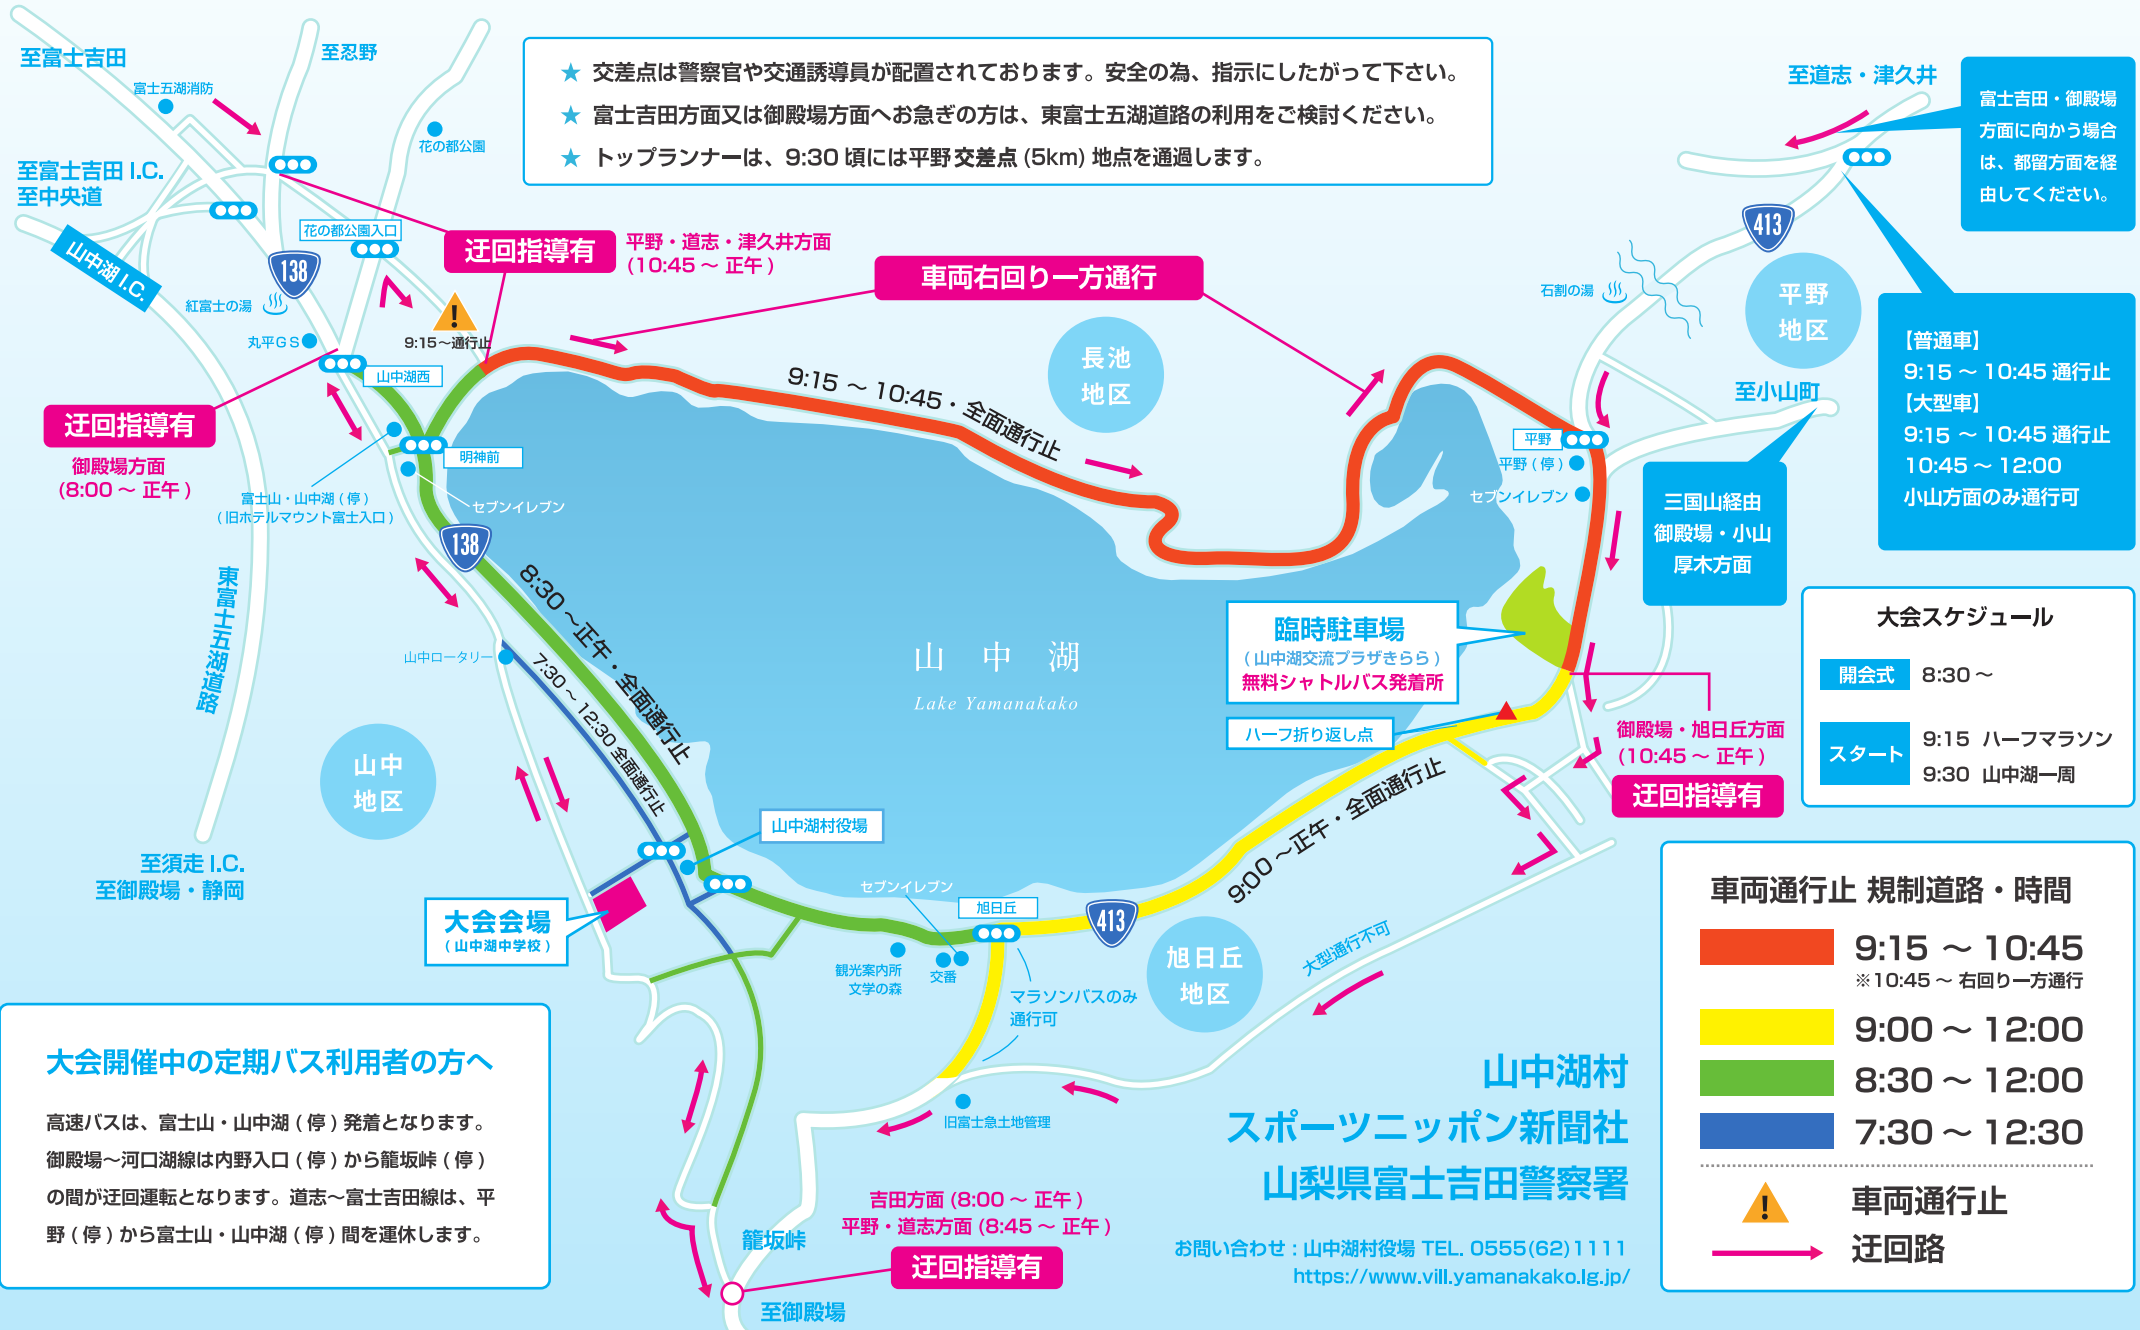 至富士吉田
至忍野
富士五湖消防
花の都公園
至富士吉田 I.C.
至中央道
山中湖 I.C.
花の都公園入口
138
紅富士の湯
丸平GS
山中湖西
9:15～通行止
★ 交差点は警察官や交通誘導員が配置されております。安全の為、指示にしたがって下さい。
★ 富士吉田方面又は御殿場方面へお急ぎの方は、東富士五湖道路の利用をご検討ください。
★ トップランナーは、9:30 頃には平野交差点 (5km) 地点を通過します。
迂回指導有
平野・道志・津久井方面
(10:45 ～ 正午 )
車両右回り一方通行
長池
地区
9:15 ～ 10:45・全面通行止
至道志・津久井
富士吉田・御殿場
方面に向かう場合
は、都留方面を経
由してください。
413
石割の湯
平野
地区
至小山町
【普通車】
9:15 ～ 10:45 通行止
【大型車】
9:15 ～ 10:45 通行止
10:45 ～ 12:00
小山方面のみ通行可
平野
平野 ( 停 )
セブンイレブン
三国山経由
御殿場・小山
厚木方面
迂回指導有
御殿場方面
(8:00 ～ 正午 )
明神前
富士山・山中湖 ( 停 )
( 旧ホテルマウント富士入口 )
セブンイレブン
138
東富士五湖道路
8:30 ～正午・全面通行止
7:30 ～ 12:30 全面通行止
山中ロータリー
山中
地区
山 中 湖
Lake Yamanakako
臨時駐車場
( 山中湖交流プラザきらら )
無料シャトルバス発着所
ハーフ折り返し点
御殿場・旭日丘方面
(10:45 ～ 正午 )
迂回指導有
大会スケジュール
開会式 8:30 ～
スタート
9:15 ハーフマラソン
9:30 山中湖一周
至須走 I.C.
至御殿場・静岡
山中湖村役場
大会会場
( 山中湖中学校 )
セブンイレブン
旭日丘
413
9:00 ～正午・全面通行止
旭日丘
地区
大型通行不可
観光案内所
文学の森
交番
マラソンバスのみ
通行可
旧富士急土地管理
車両通行止 規制道路・時間
9:15 ～ 10:45
※10:45 ～ 右回り一方通行
9:00 ～ 12:00
8:30 ～ 12:00
7:30 ～ 12:30
車両通行止
迂回路
大会開催中の定期バス利用者の方へ
高速バスは、富士山・山中湖 ( 停 ) 発着となります。
御殿場～河口湖線は内野入口 ( 停 ) から籠坂峠 ( 停 )
の間が迂回運転となります。道志～富士吉田線は、平
野 ( 停 ) から富士山・山中湖 ( 停 ) 間を運休します。
吉田方面 (8:00 ～ 正午 )
平野・道志方面 (8:45 ～ 正午 )
迂回指導有
籠坂峠
至御殿場
山中湖村
スポーツニッポン新聞社
山梨県富士吉田警察署
お問い合わせ : 山中湖村役場 TEL. 0555(62)1111
https://www.vill.yamanakako.lg.jp/